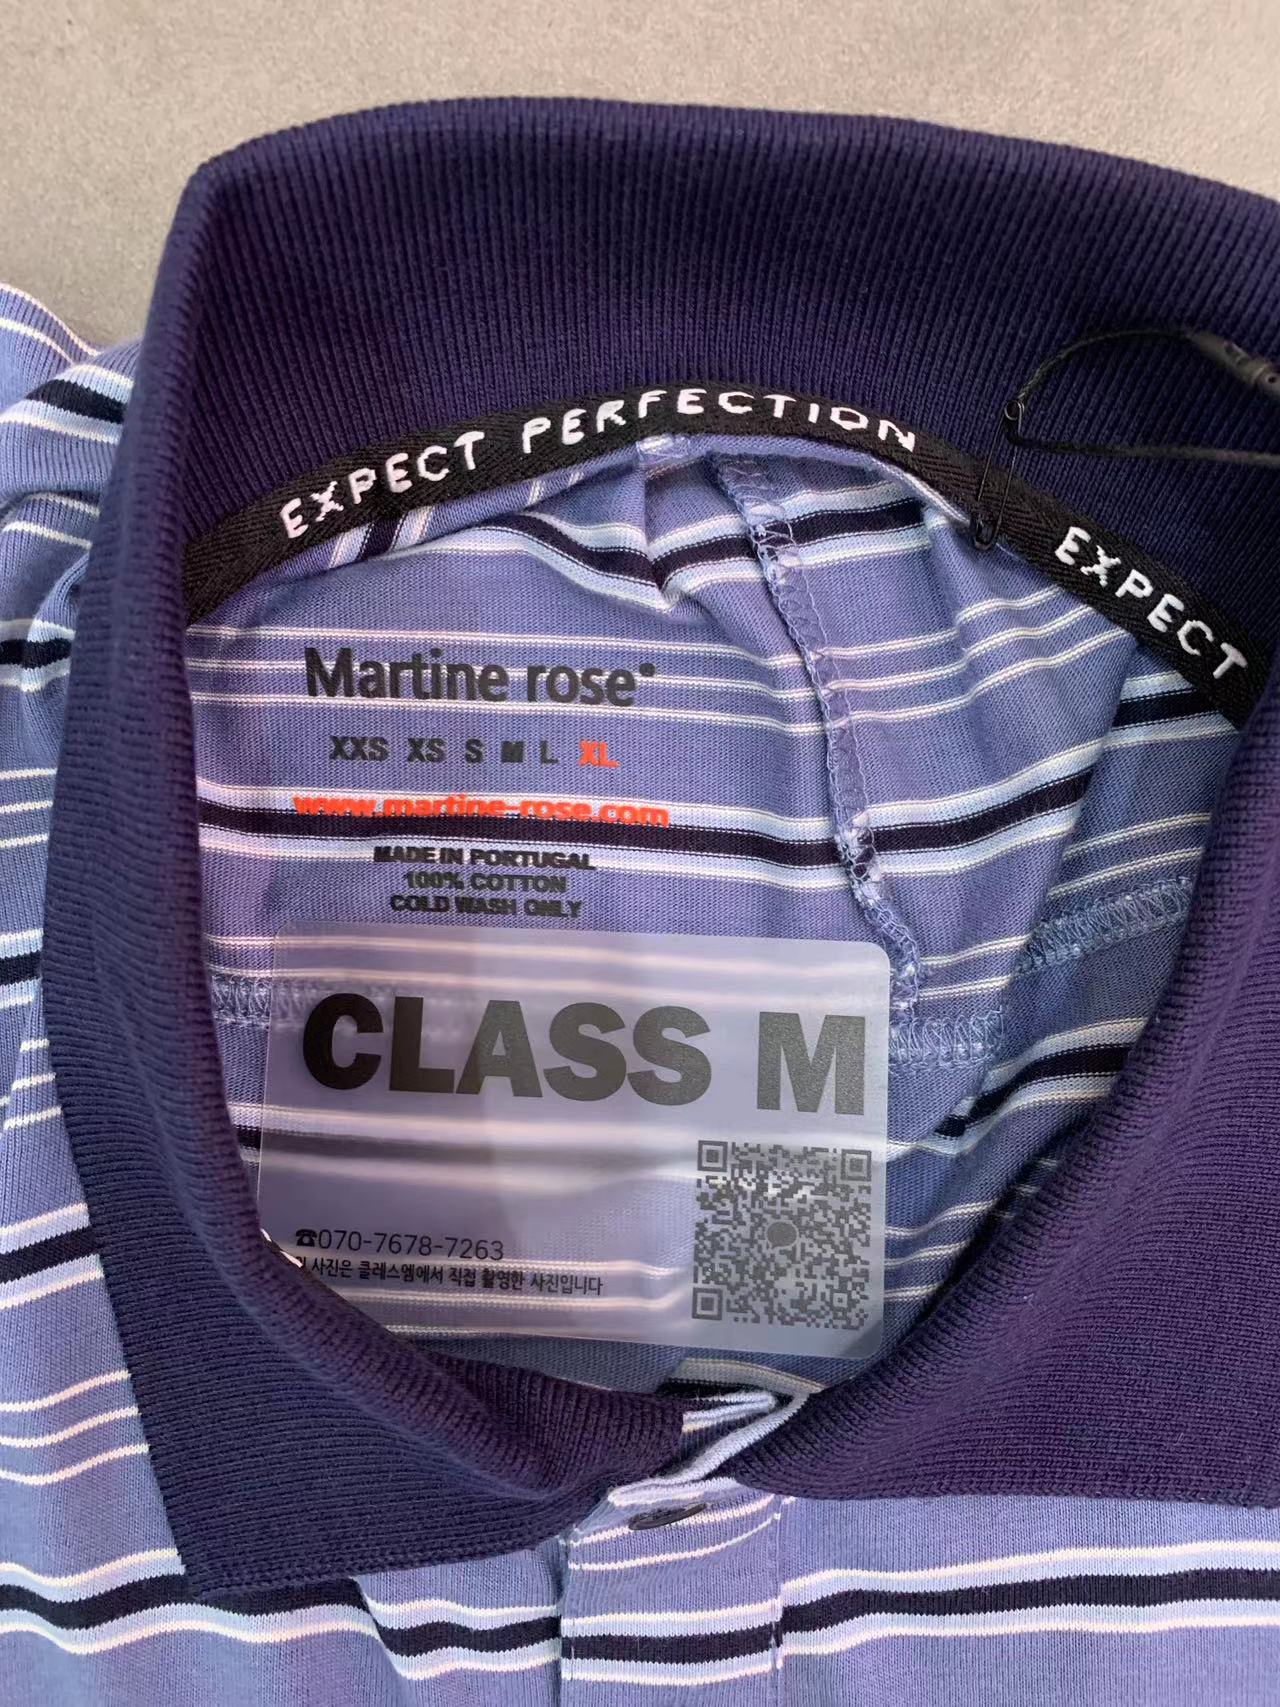 EXPECT PERFECTION EXPECT
Martine rose
XXS XS S M L XL
www.martine-rose.com
MADE IN PORTUGAL
100% COTTON
COLD WASH ONLY
CLASS M
☎070-7678-7263
사진은 클레스엠에서 직접 촬영한 사진입니다